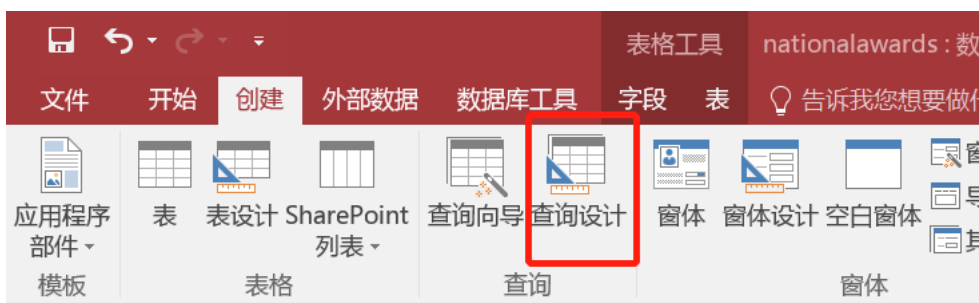 表格工具 nationalawards : 数
文件 开始 创建 外部数据 数据库工具 字段 表 告诉我您想要做
应用程序 表 表设计 SharePoint 查询向导 查询设计 窗体 窗体设计 空白窗体
部件 列表
模板 表格 查询 窗体